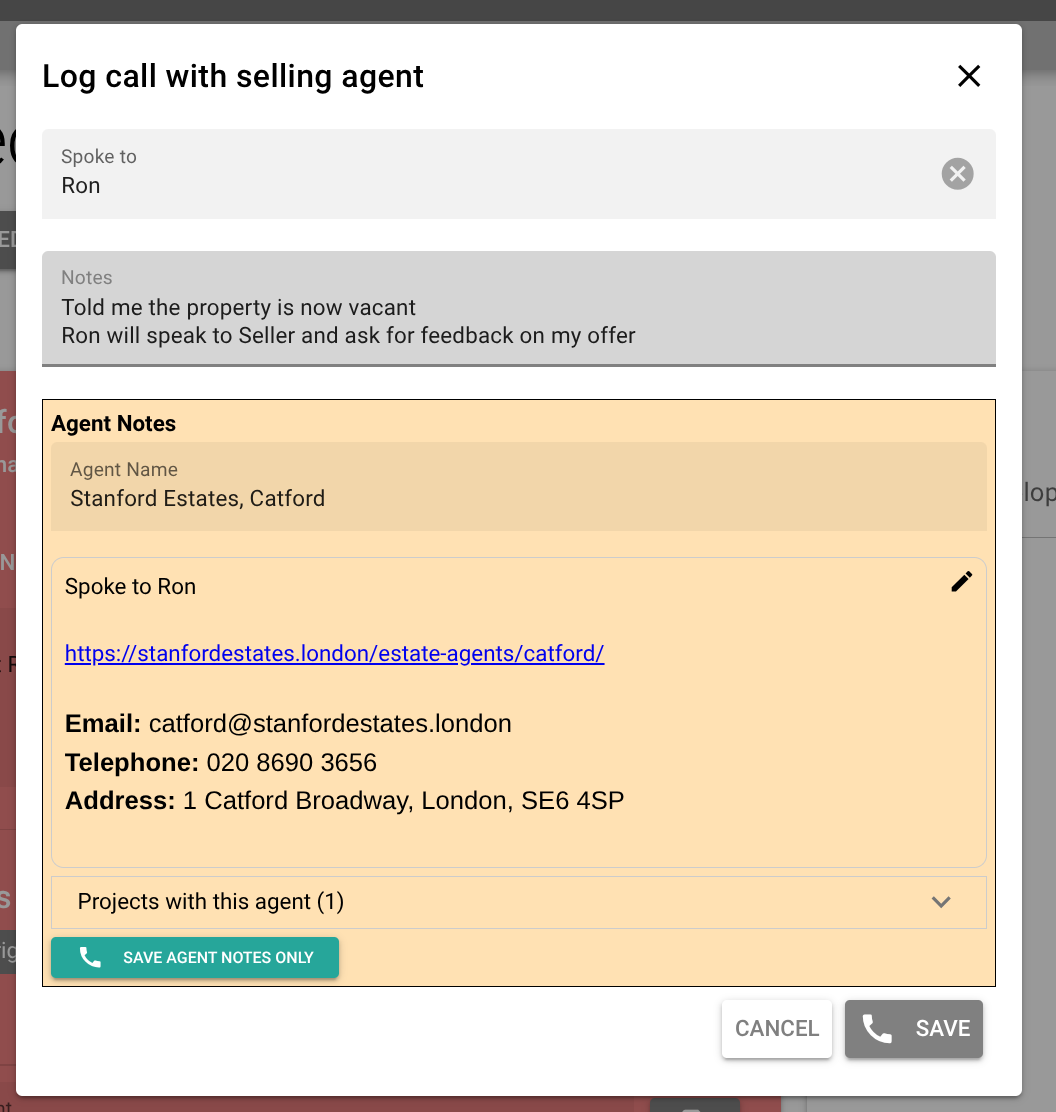 Log call with selling agent
Spoke to
Ron
Notes
Told me the property is now vacant
Ron will speak to Seller and ask for feedback on my offer
Agent Notes
Agent Name
Stanford Estates, Catford
Spoke to Ron
https://stanfordestates.london/estate-agents/catford/
Email: catford@stanfordestates.london
Telephone: 020 8690 3656
Address: 1 Catford Broadway, London, SE6 4SP
Projects with this agent (1)
SAVE AGENT NOTES ONLY
CANCEL
SAVE